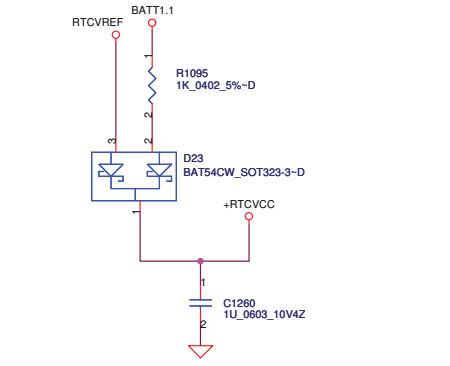 BATT1.1
RTCVREF
1
R1095
1K_0402_5%~D
2
3
2
D23
BAT54CW_SOT323-3~D
1
+RTCVCC
1
C1260
1U_0603_10V4Z
2